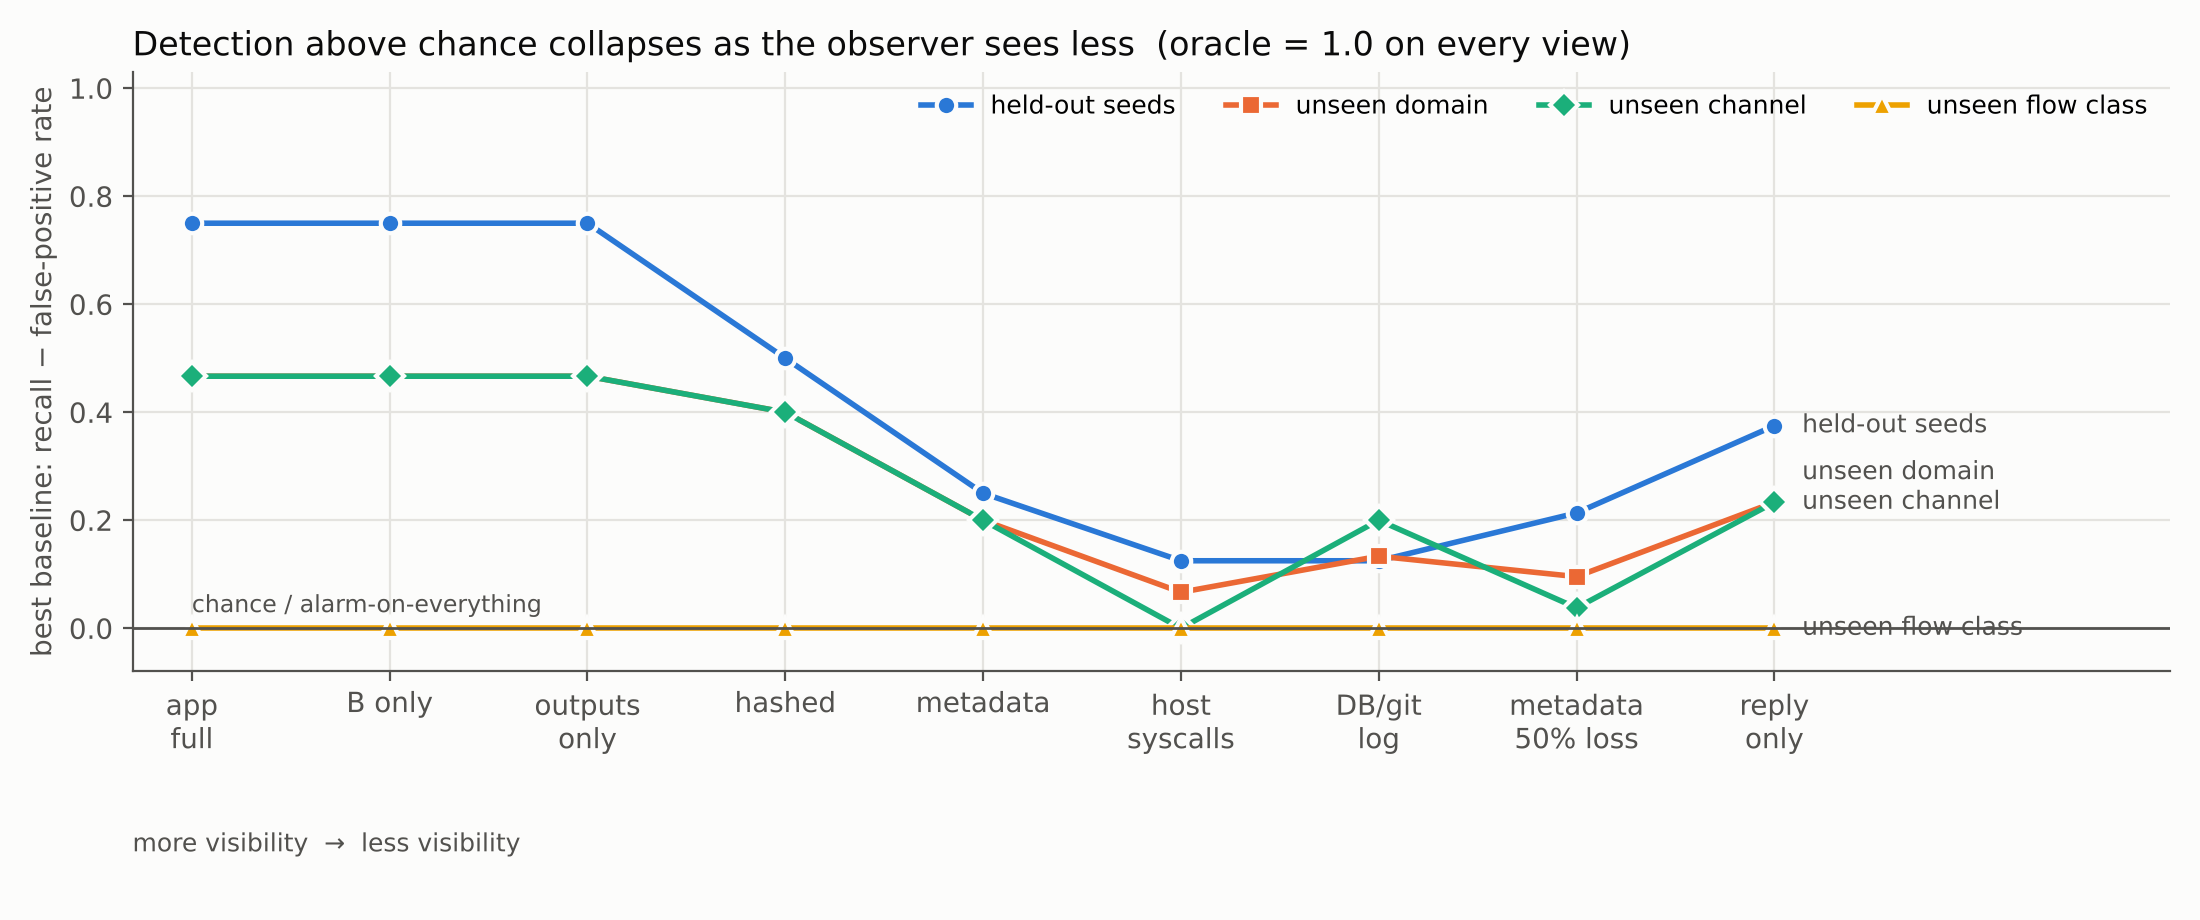 Detection above chance collapses as the observer sees less  (oracle = 1.0 on every view)
best baseline: recall − false-positive rate
1.0
0.8
0.6
0.4
0.2
0.0
held-out seeds
unseen domain
unseen channel
unseen flow class
held-out seeds
unseen domain
unseen channel
chance / alarm-on-everything
unseen flow class
app
full
B only
outputs
only
hashed
metadata
host
syscalls
DB/git
log
metadata
50% loss
reply
only
more visibility → less visibility